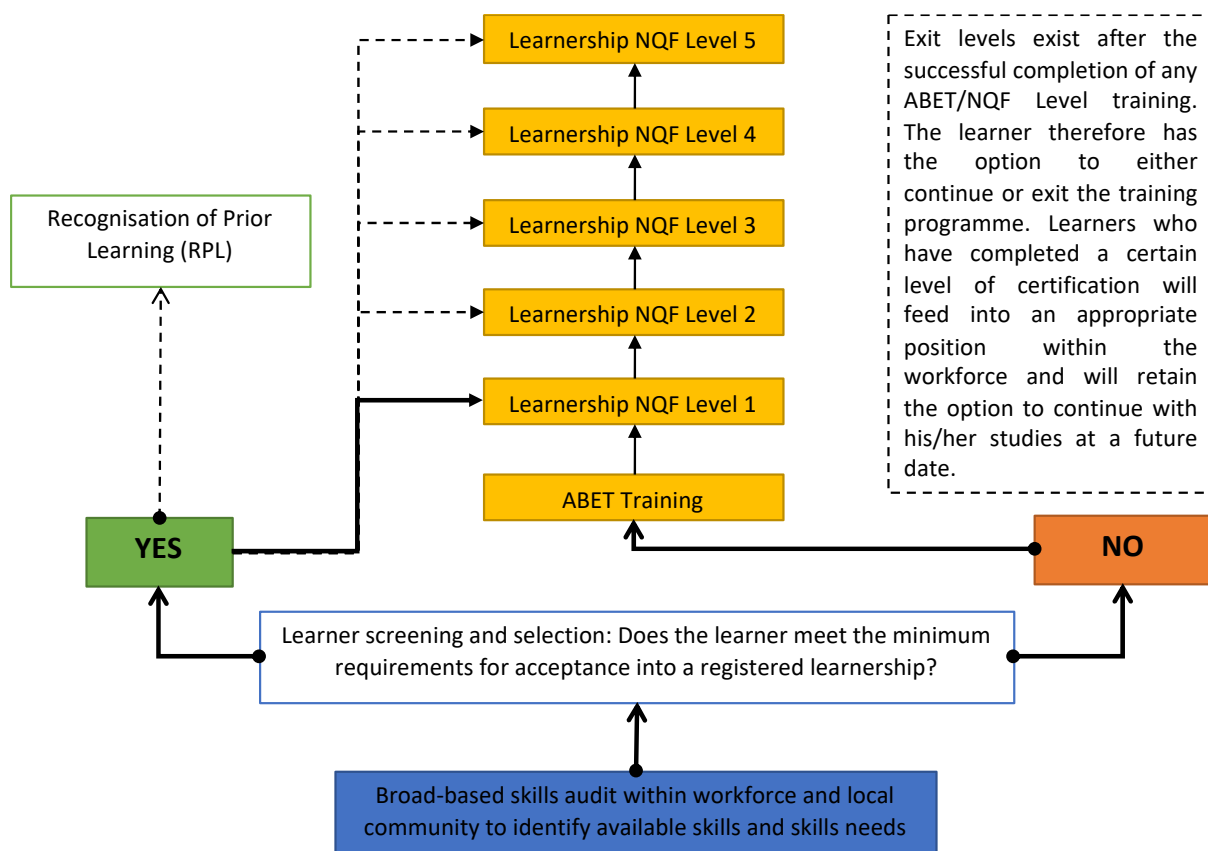 Learnership NQF Level 5
Learnership NQF Level 4
Learnership NQF Level 3
Learnership NQF Level 2
Learnership NQF Level 1
ABET Training
Exit levels exist after the
successful completion of any
ABET/NQF Level training.
The learner therefore has
the option to either
continue or exit the training
programme. Learners who
have completed a certain
level of certification will
feed into an appropriate
position within the
workforce and will retain
the option to continue with
his/her studies at a future
date.
Recognisation of Prior
Learning (RPL)
YES
NO
Learner screening and selection: Does the learner meet the minimum
requirements for acceptance into a registered learnership?
Broad-based skills audit within workforce and local
community to identify available skills and skills needs